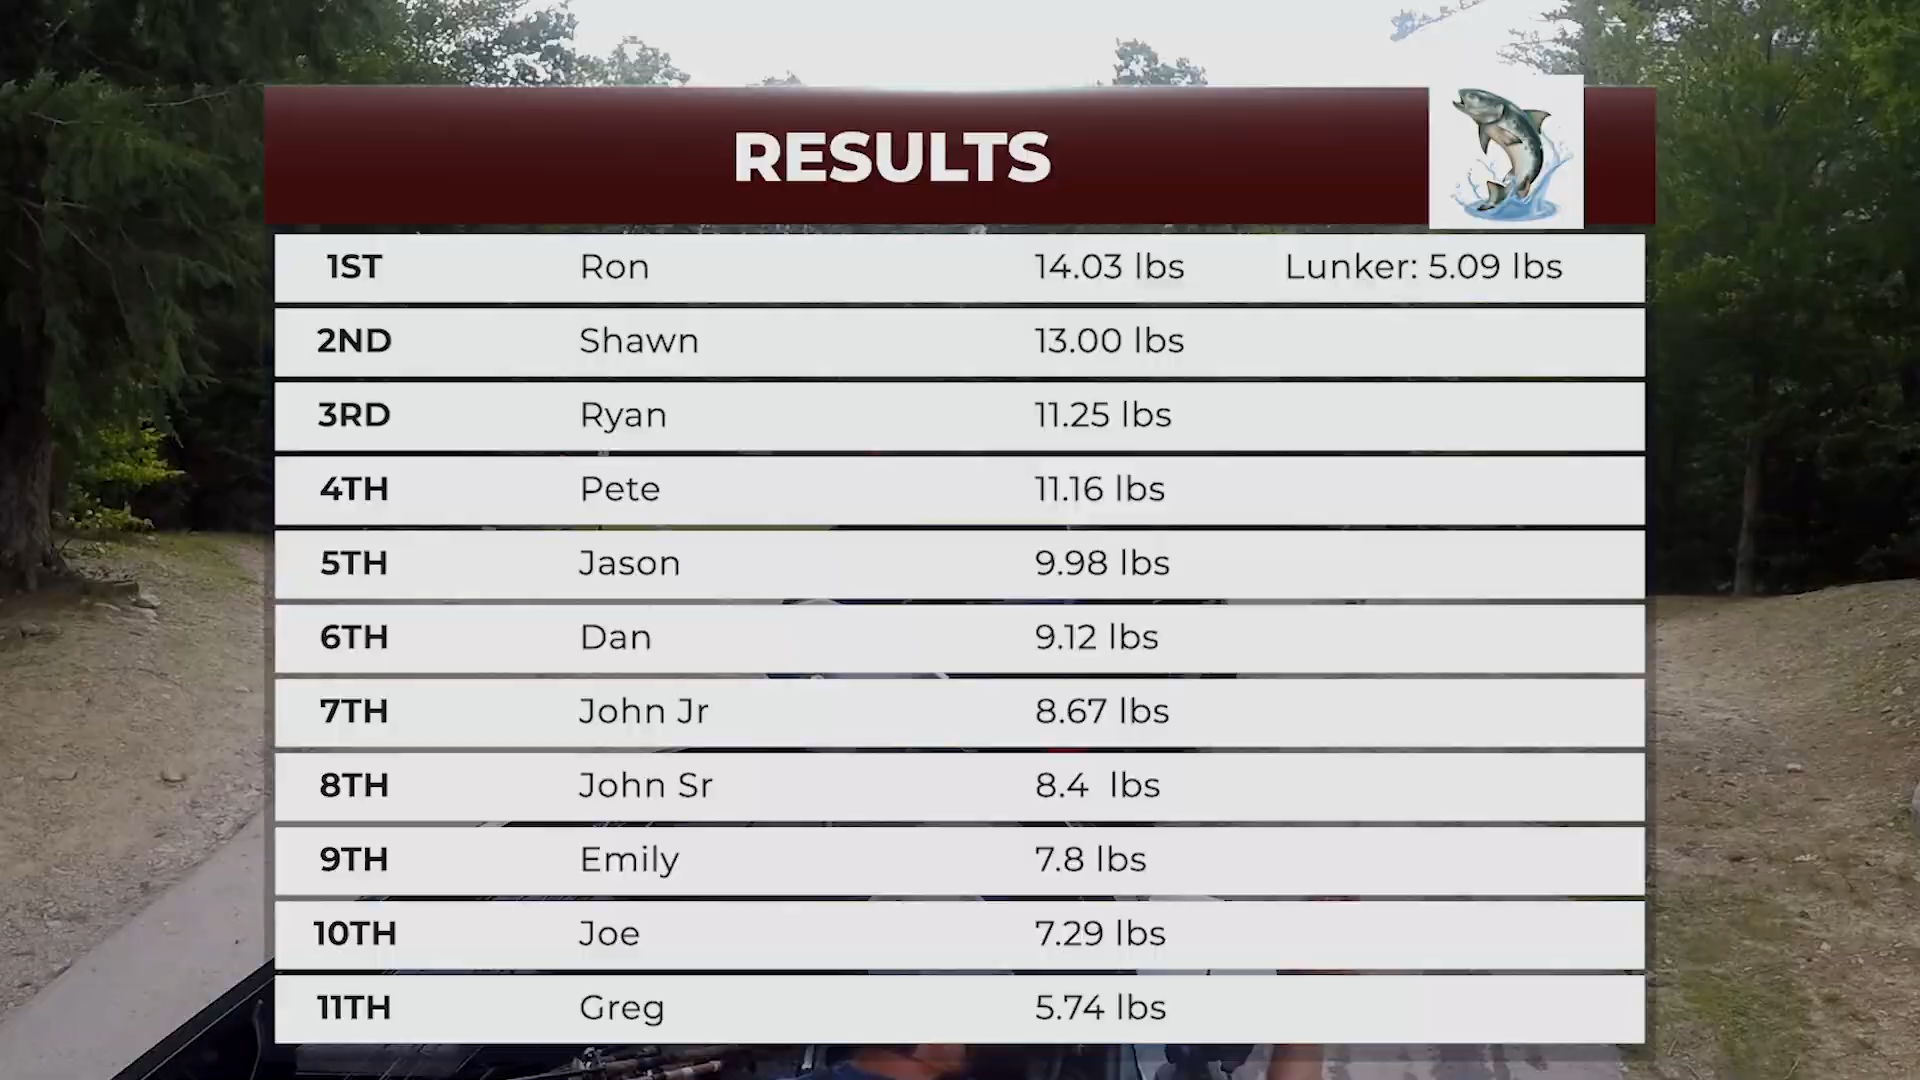 RESULTS
1ST Ron 14.03 lbs Lunker: 5.09 lbs
2ND Shawn 13.00 lbs
3RD Ryan 11.25 lbs
4TH Pete 11.16 lbs
5TH Jason 9.98 lbs
6TH Dan 9.12 lbs
7TH John Jr 8.67 lbs
8TH John Sr 8.4 lbs
9TH Emily 7.8 lbs
10TH Joe 7.29 lbs
11TH Greg 5.74 lbs